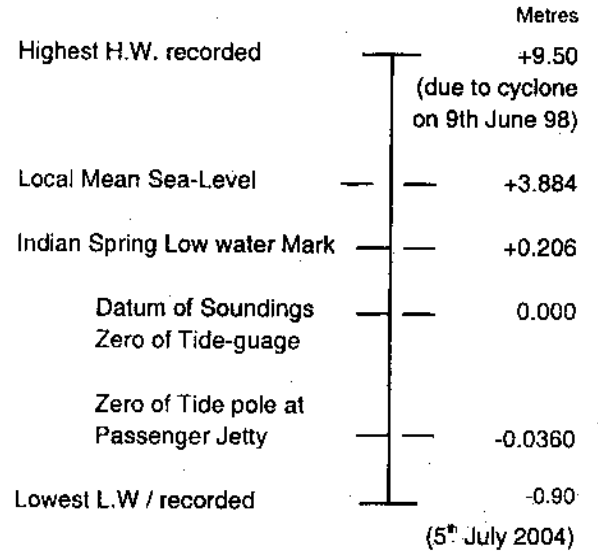 Metres
Highest H.W. recorded +9.50
(due to cyclone
on 9th June 98)
Local Mean Sea-Level +3.884
Indian Spring Low water Mark +0.206
Datum of Soundings 0.000
Zero of Tide-guage
Zero of Tide pole at
Passenger Jetty -0.0360
Lowest L.W / recorded -0.90
(5th July 2004)